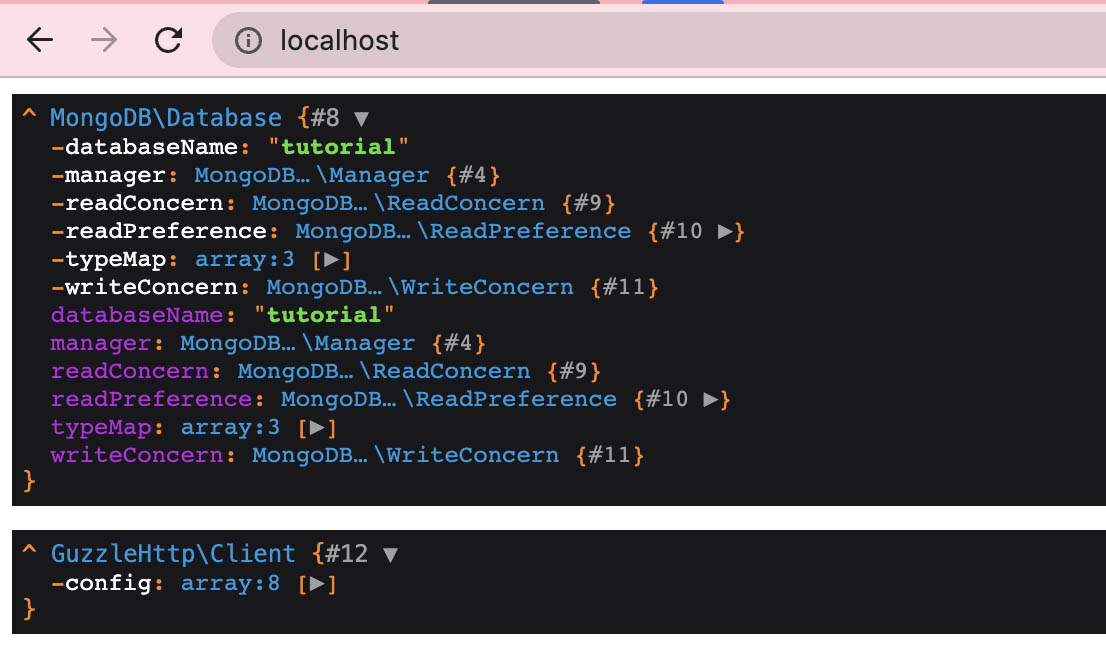 localhost
^ MongoDB\Database {#8 ▼
-databaseName: "tutorial"
-manager: MongoDB…\Manager {#4}
-readConcern: MongoDB…\ReadConcern {#9}
-readPreference: MongoDB…\ReadPreference {#10 ▶}
-typeMap: array:3 [▶]
-writeConcern: MongoDB…\WriteConcern {#11}
databaseName: "tutorial"
manager: MongoDB…\Manager {#4}
readConcern: MongoDB…\ReadConcern {#9}
readPreference: MongoDB…\ReadPreference {#10 ▶}
typeMap: array:3 [▶]
writeConcern: MongoDB…\WriteConcern {#11}
}
^ GuzzleHttp\Client {#12 ▼
-config: array:8 [▶]
}